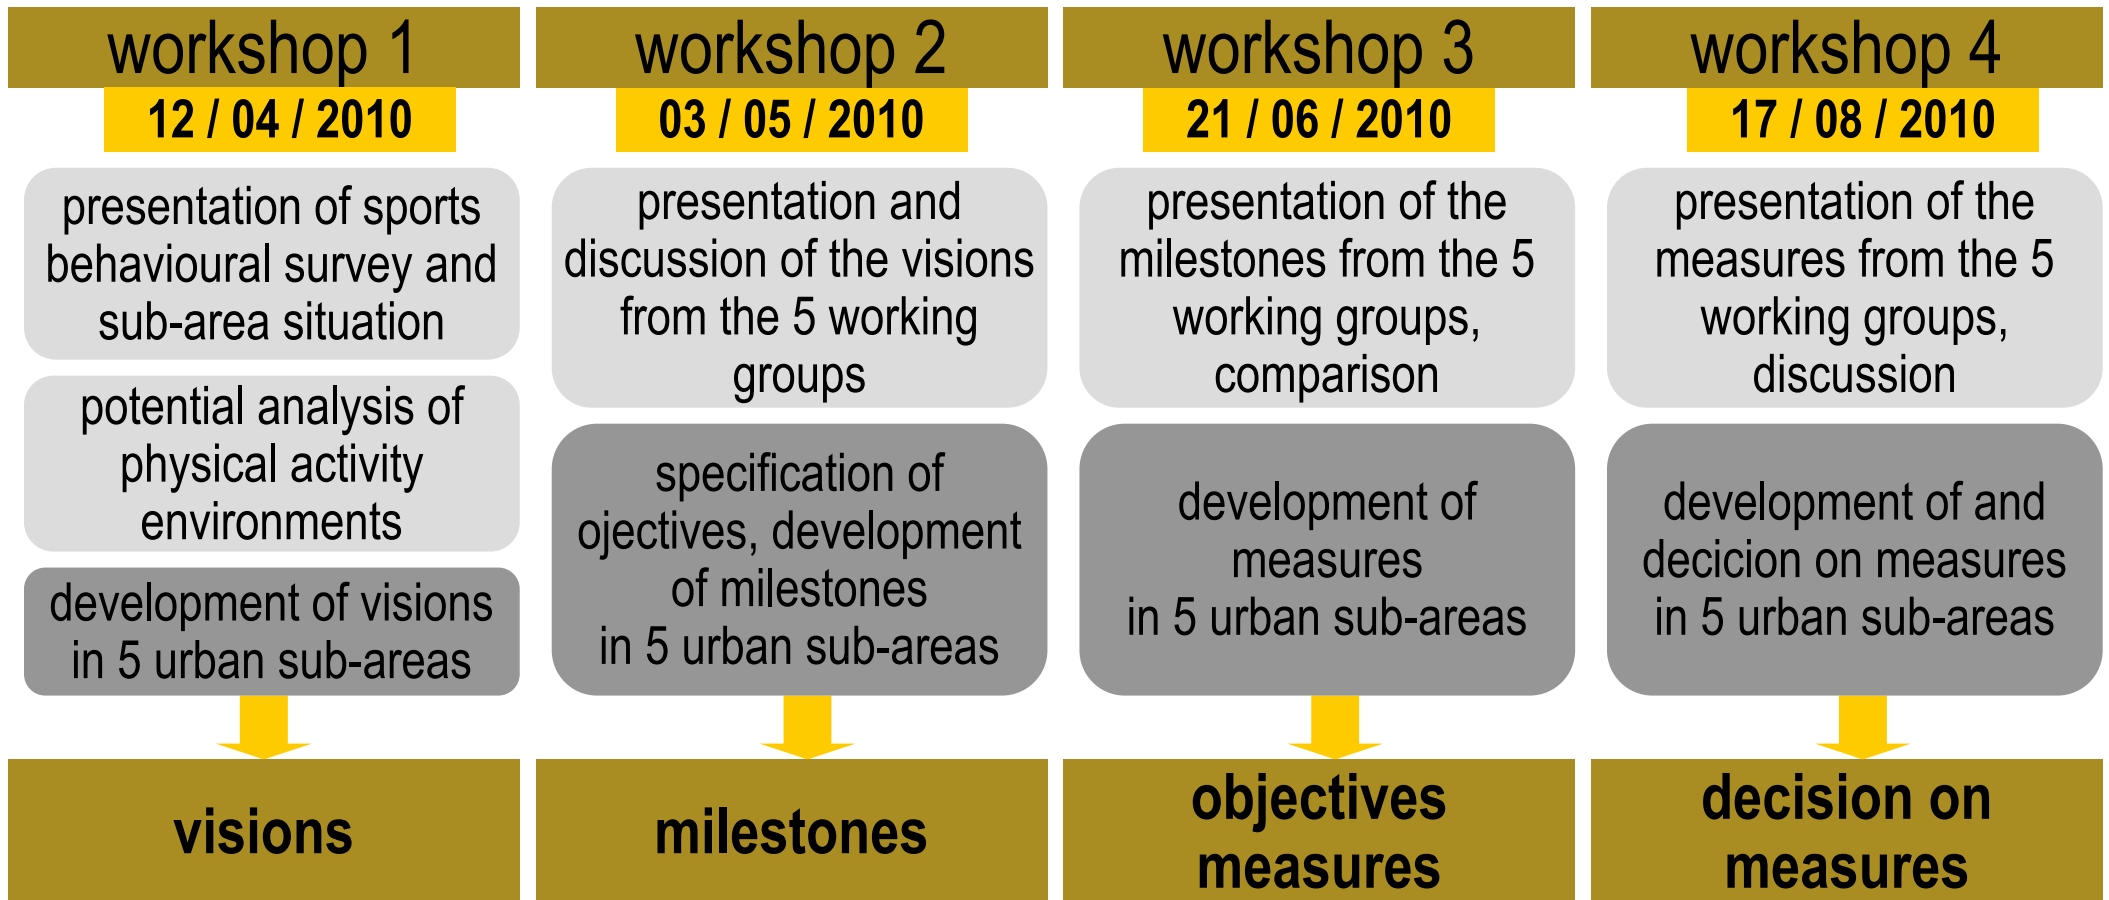 workshop 1
12 / 04 / 2010
presentation of sports
behavioural survey and
sub-area situation
potential analysis of
physical activity
environments
development of visions
in 5 urban sub-areas
visions
workshop 2
03 / 05 / 2010
presentation and
discussion of the visions
from the 5 working
groups
specification of
ojectives, development
of milestones
in 5 urban sub-areas
milestones
workshop 3
21 / 06 / 2010
presentation of the
milestones from the 5
working groups,
comparison
development of
measures
in 5 urban sub-areas
objectives
measures
workshop 4
17 / 08 / 2010
presentation of the
measures from the 5
working groups,
discussion
development of and
decicion on measures
in 5 urban sub-areas
decision on
measures